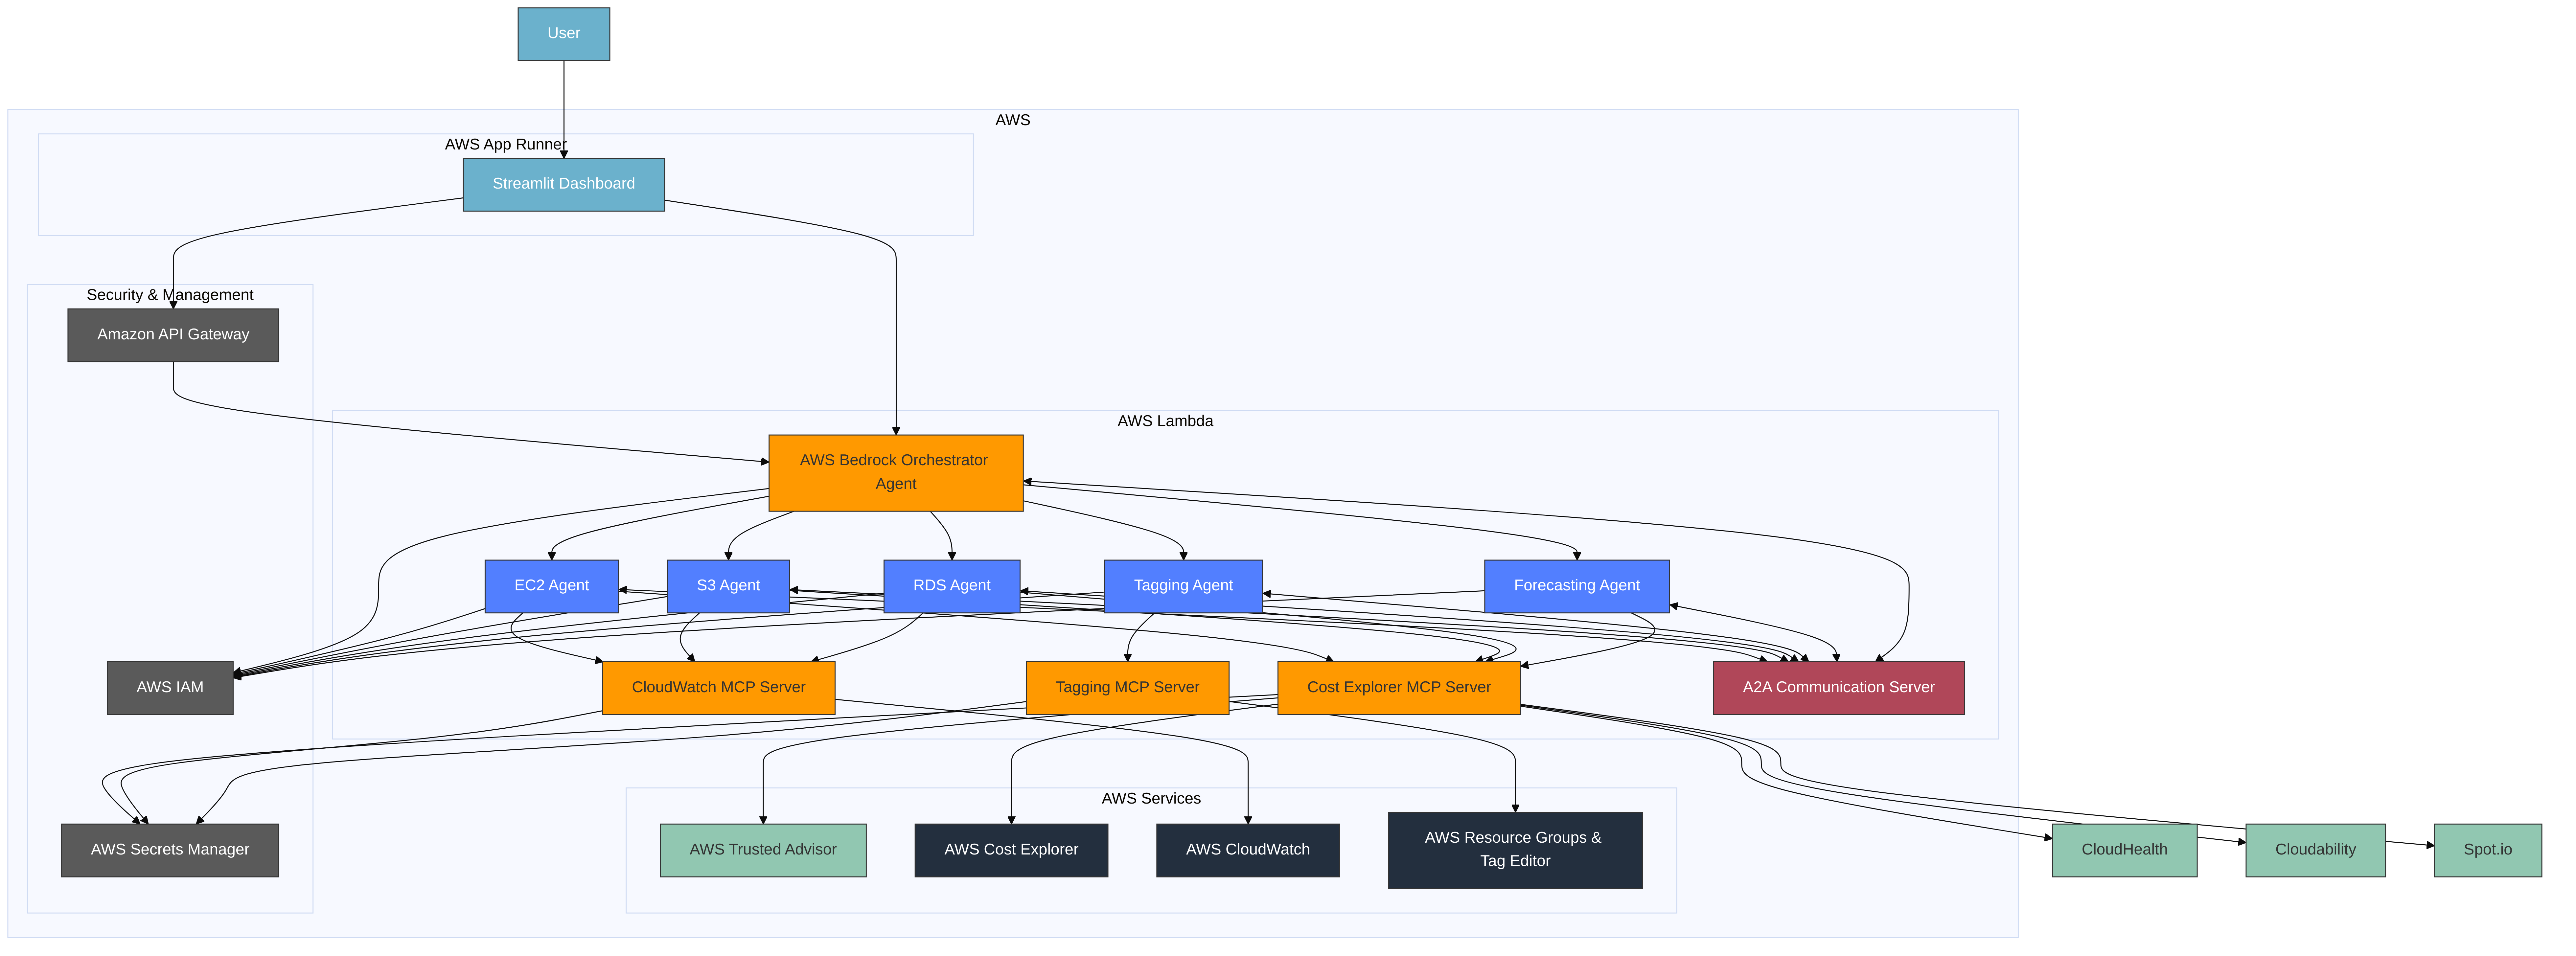 User
AWS
AWS App Runner
Streamlit Dashboard
Security & Management
Amazon API Gateway
AWS Lambda
AWS Bedrock Orchestrator
Agent
EC2 Agent
S3 Agent
RDS Agent
Tagging Agent
Forecasting Agent
AWS IAM
CloudWatch MCP Server
Tagging MCP Server
Cost Explorer MCP Server
A2A Communication Server
AWS Services
AWS Secrets Manager
AWS Trusted Advisor
AWS Cost Explorer
AWS CloudWatch
AWS Resource Groups &
Tag Editor
CloudHealth
Cloudability
Spot.io